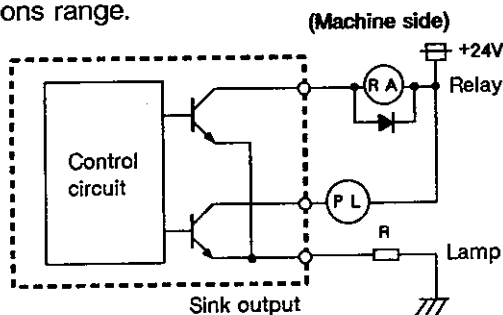 ons range.
(Machine side)
+24V
R A
Relay
Control
circuit
P L
R
Lamp
Sink output